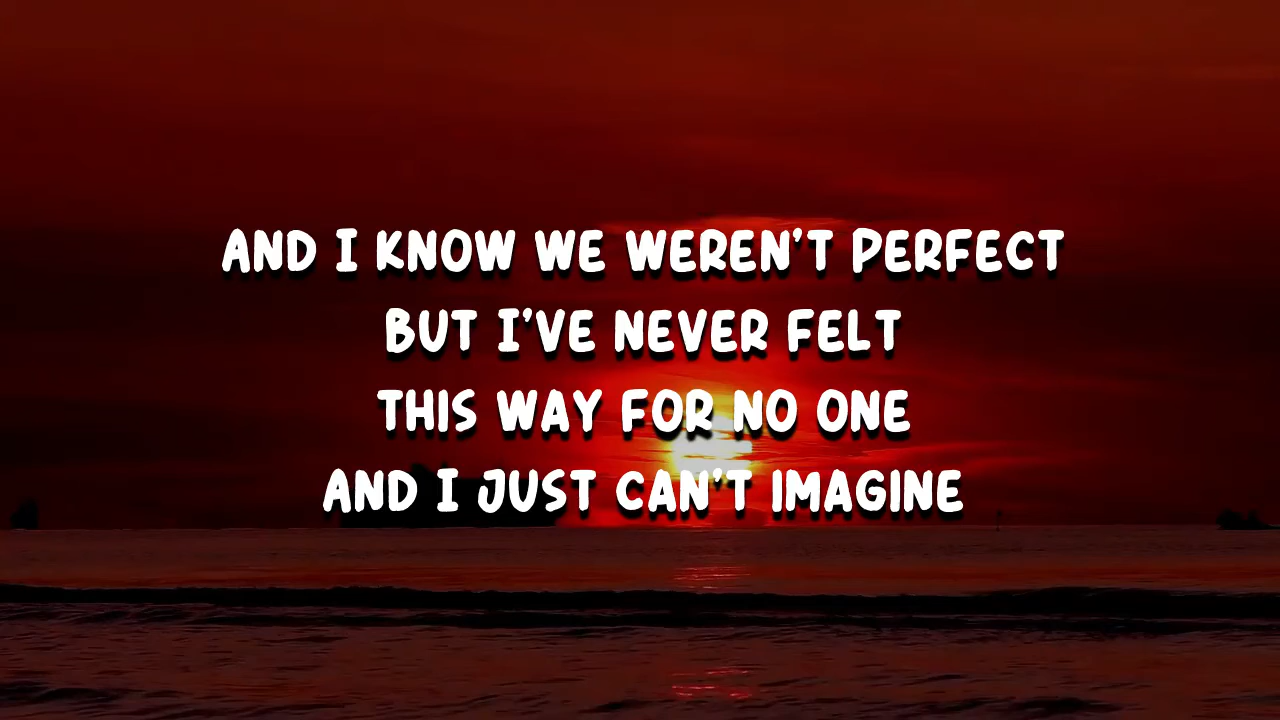 AND I KNOW WE WEREN'T PERFECT
BUT I'VE NEVER FELT
THIS WAY FOR NO ONE
AND I JUST CAN'T IMAGINE